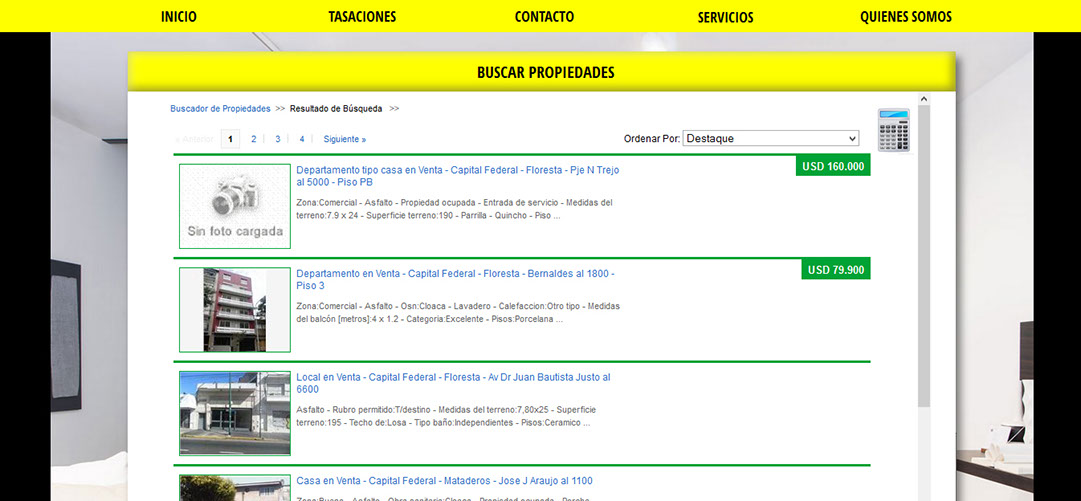 INICIO TASACIONES CONTACTO SERVICIOS QUIENES SOMOS
BUSCAR PROPIEDADES
Buscador de Propiedades >> Resultado de Búsqueda >>
« Anterior 1 2 | 3 | 4 | Siguiente »
Ordenar Por: Destaque
Departamento tipo casa en Venta - Capital Federal - Floresta - Pje N Trejo
al 5000 - Piso PB
USD 160.000
Zona:Comercial - Asfalto - Propiedad ocupada - Entrada de servicio - Medidas del
terreno:7.9 x 24 - Superficie terreno:190 - Parrilla - Quincho - Piso ...
Sin foto cargada
Departamento en Venta - Capital Federal - Floresta - Bernaldes al 1800 -
Piso 3
USD 79.900
Zona:Comercial - Asfalto - Osn:Cloaca - Lavadero - Calefaccion:Otro tipo - Medidas
del balcón [metros]:4 x 1.2 - Categoria:Excelente - Pisos:Porcelana ...
Local en Venta - Capital Federal - Floresta - Av Dr Juan Bautista Justo al
6600
Asfalto - Rubro permitido:T/destino - Medidas del terreno:7,80x25 - Superficie
terreno:195 - Techo de:Losa - Tipo baño:Independientes - Pisos:Ceramico ...
Casa en Venta - Capital Federal - Mataderos - Jose J Araujo al 1100